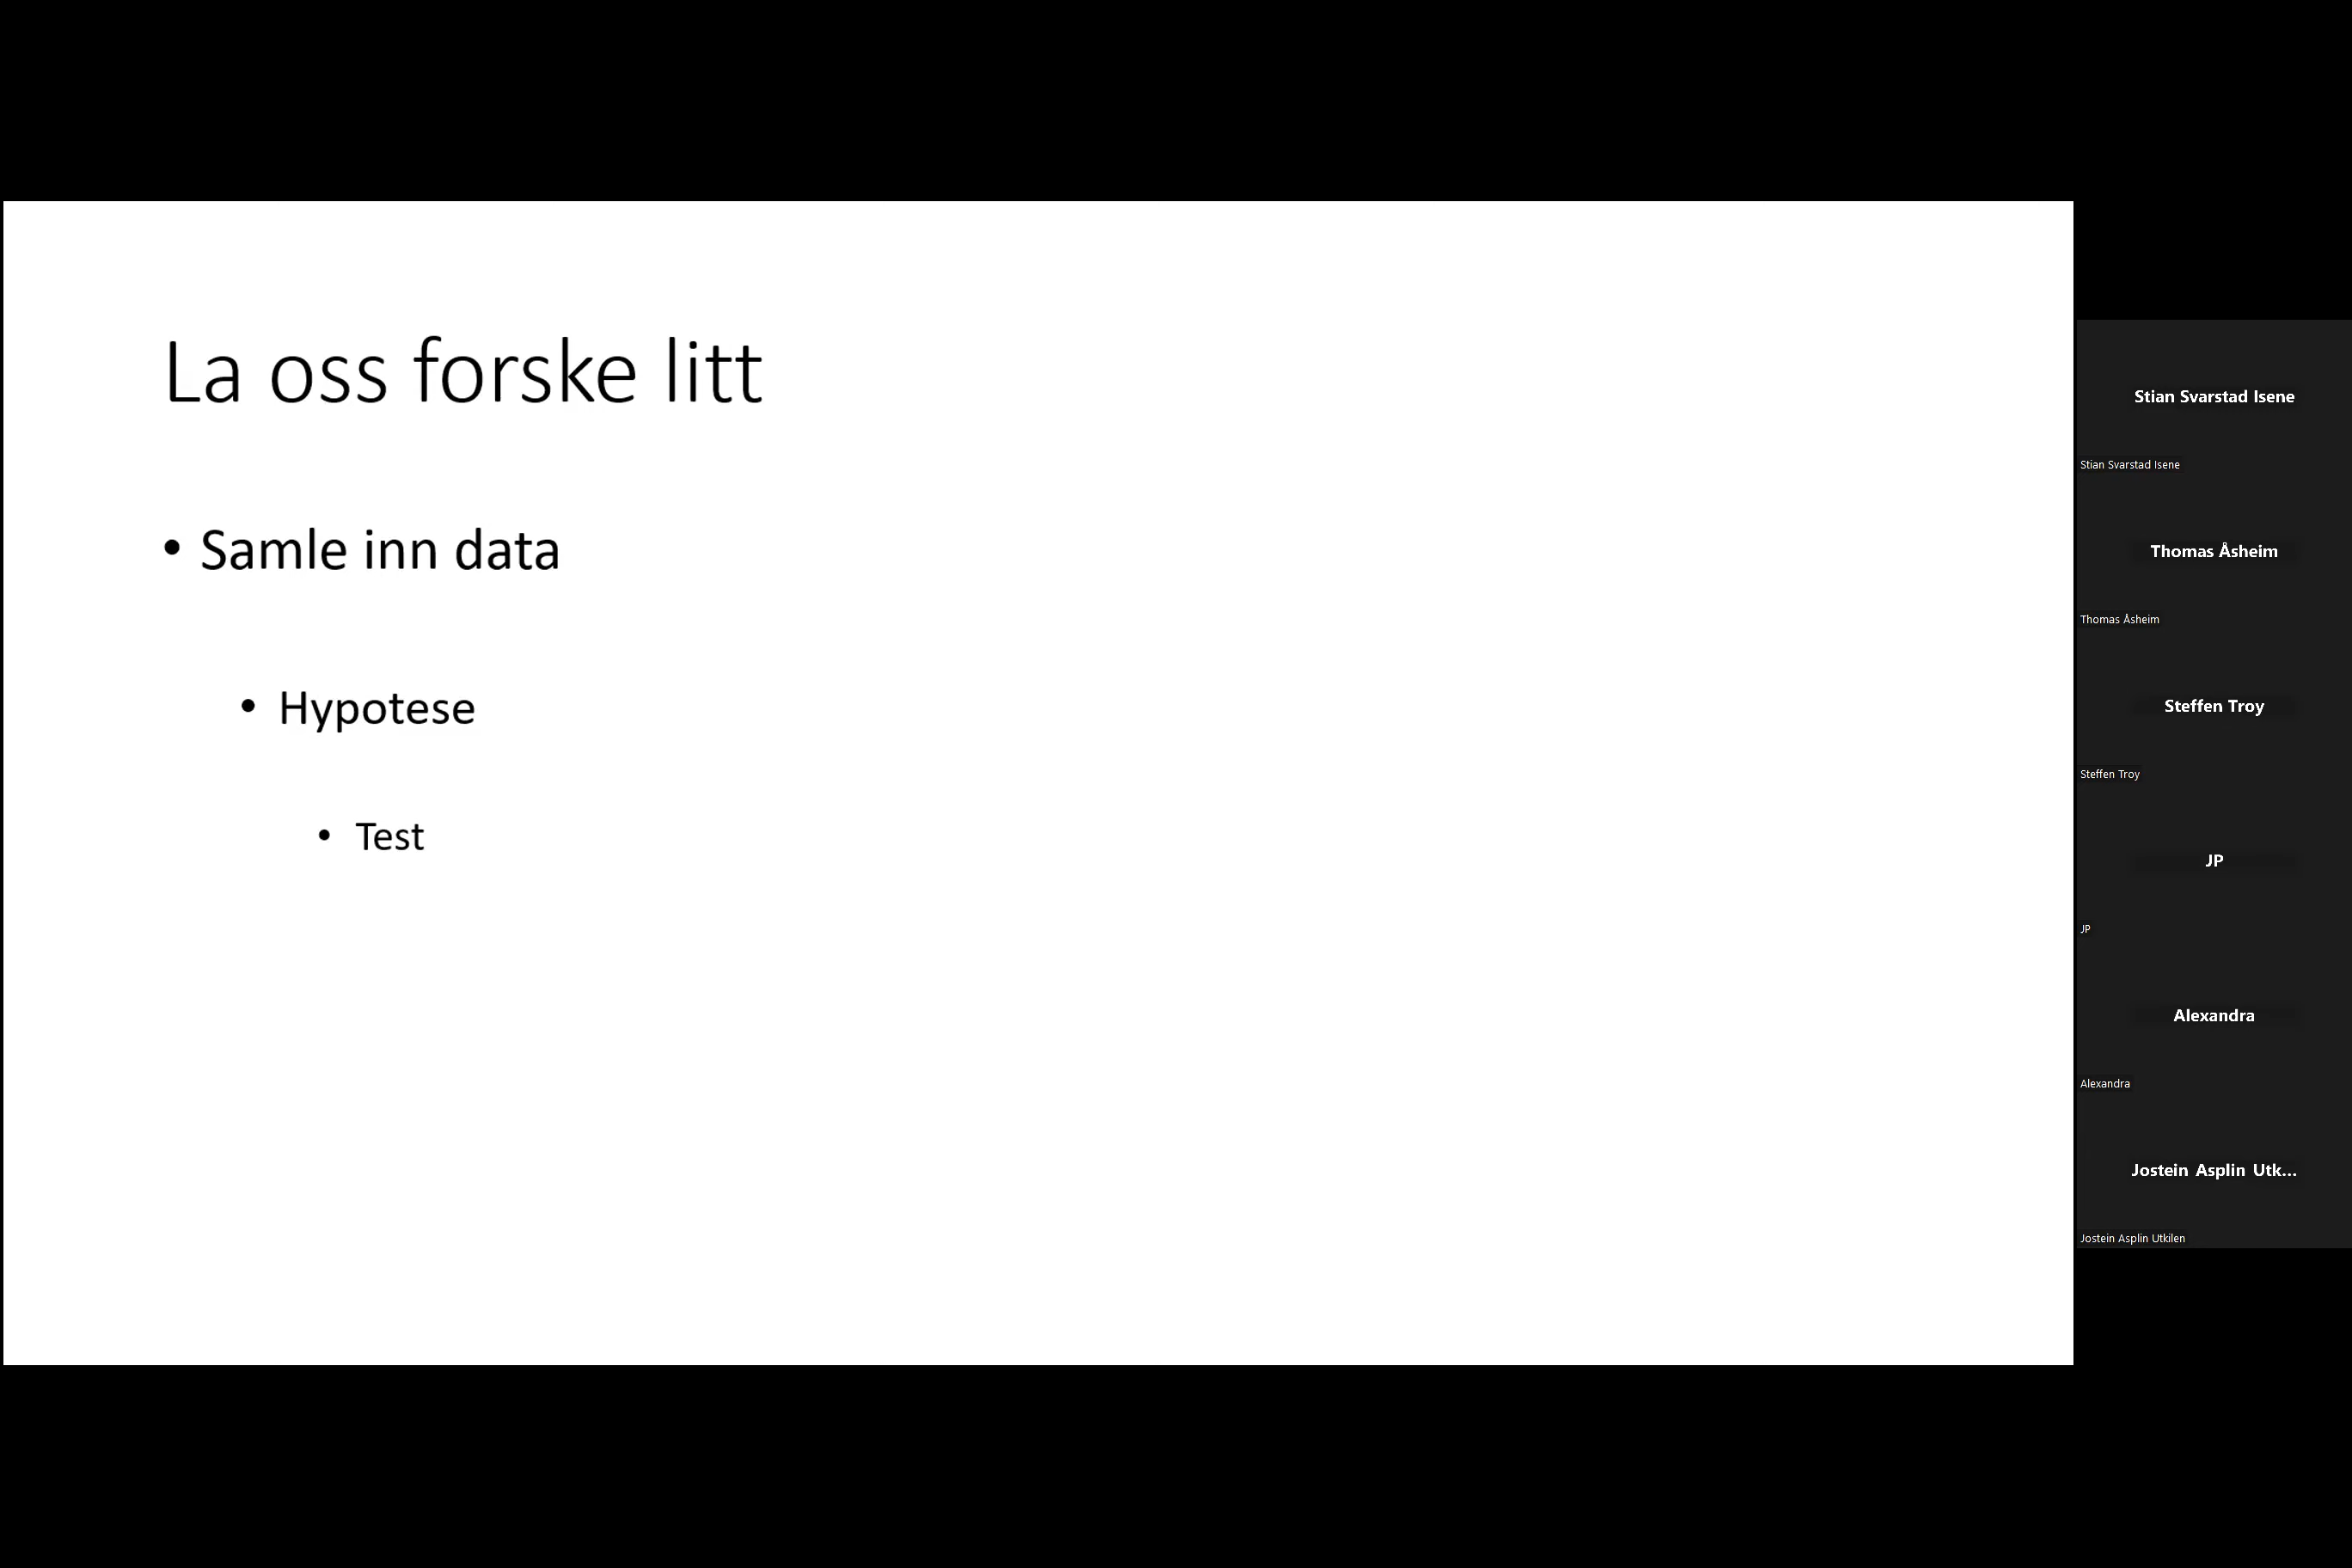 La oss forske litt
• Samle inn data
• Hypotese
• Test
Stian Svarstad Isene
Stian Svarstad Isene
Thomas Åsheim
Thomas Åsheim
Steffen Troy
Steffen Troy
JP
JP
Alexandra
Alexandra
Jostein Asplin Utk...
Jostein Asplin Utkilen